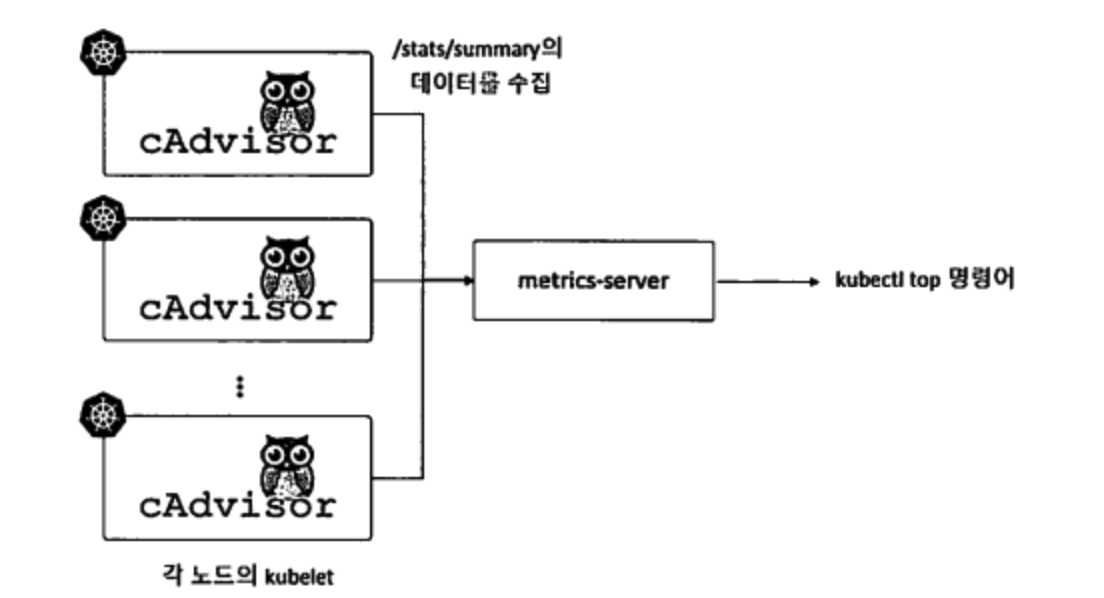 /stats/summary의
데이터를 수집
cAdvisor
cAdvisor
metrics-server
kubectl top 명령어
cAdvisor
각 노드의 kubelet